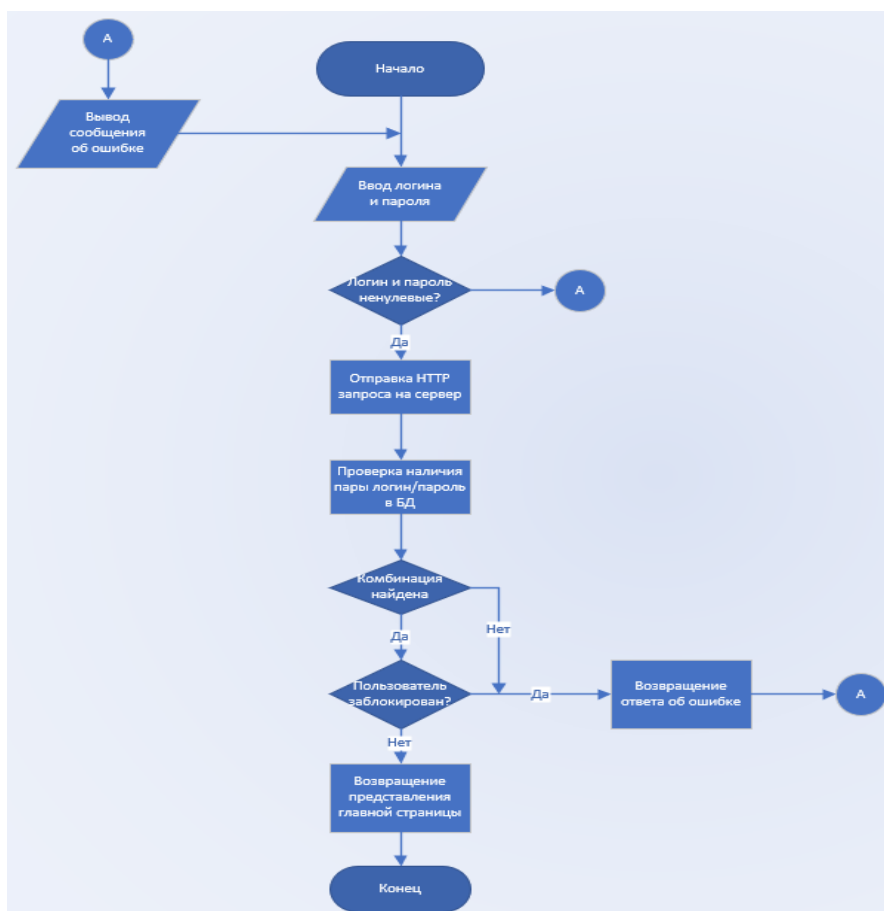 А
Начало
Вывод
сообщения
об ошибке
Ввод логина
и пароля
Логин и пароль
ненулевые?
А
Да
Отправка HTTP
запроса на сервер
Проверка наличия
пары логин/пароль
в БД
Комбинация
найдена
Нет
Да
Пользователь
заблокирован?
Да
Возвращение
ответа об ошибке
А
Нет
Возвращение
представления
главной страницы
Конец